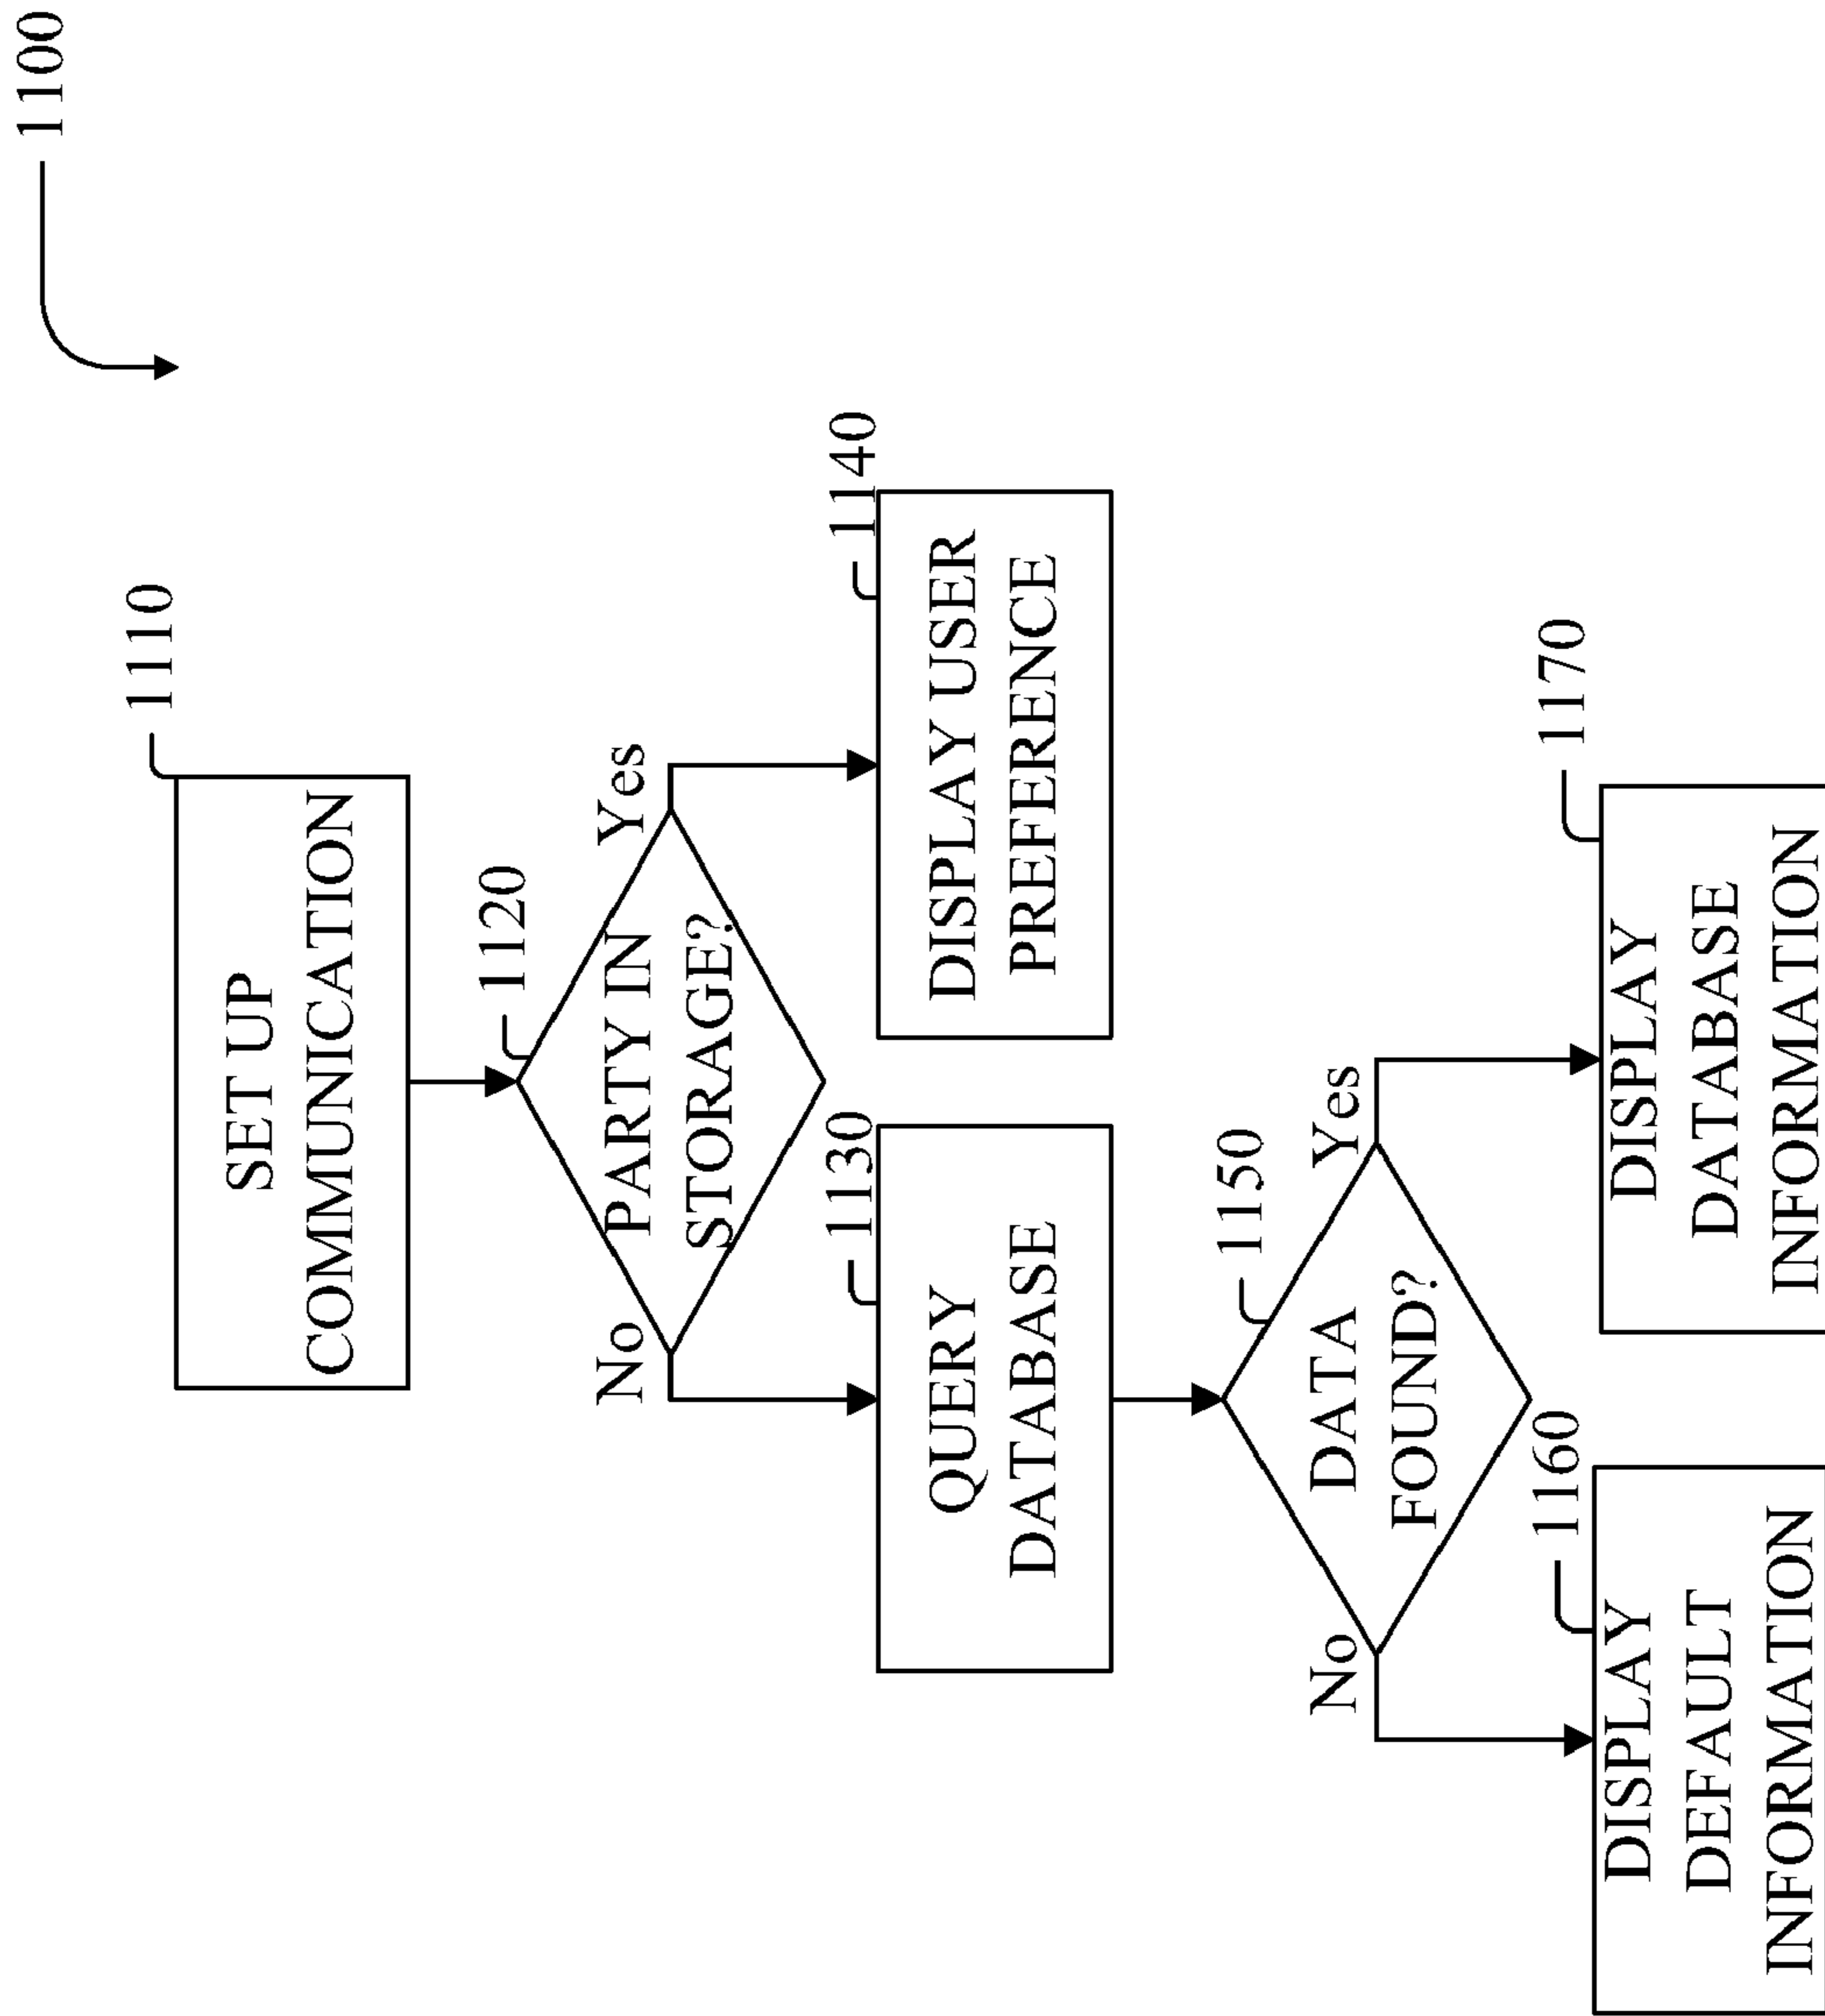 1100
1110
SET UP
COMMUNICATION
1120
PARTY IN
STORAGE?
No
Yes
1130
QUERY
DATABASE
1140
DISPLAY USER
PREFERENCE
1150
DATA
FOUND?
No
Yes
1160
DISPLAY
DEFAULT
INFORMATION
1170
DISPLAY
DATABASE
INFORMATION